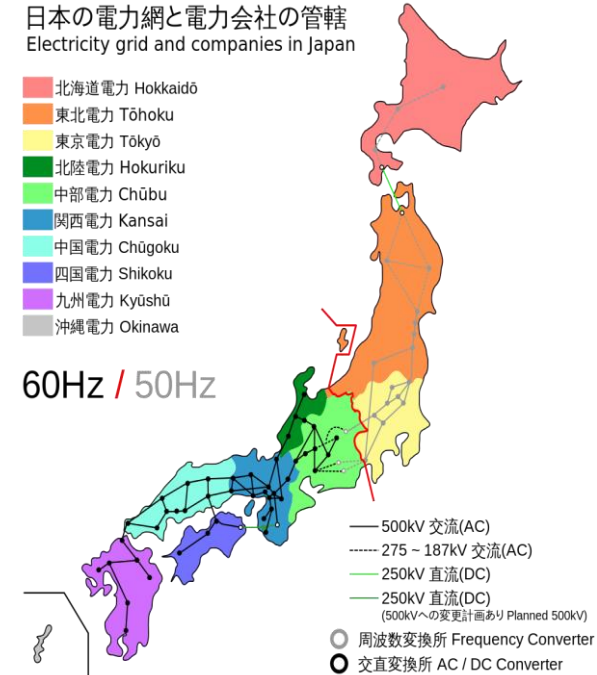 日本の電力網と電力会社の管轄
Electricity grid and companies in Japan
北海道電力 Hokkaidō
東北電力 Tōhoku
東京電力 Tōkyō
北陸電力 Hokuriku
中部電力 Chūbu
関西電力 Kansai
中国電力 Chūgoku
四国電力 Shikoku
九州電力 Kyūshū
沖縄電力 Okinawa
60Hz / 50Hz
500kV 交流(AC)
275 ~ 187kV 交流(AC)
250kV 直流(DC)
250kV 直流(DC)
(500kVへの変更計画あり Planned 500kV)
周波数変換所 Frequency Converter
交直変換所 AC / DC Converter